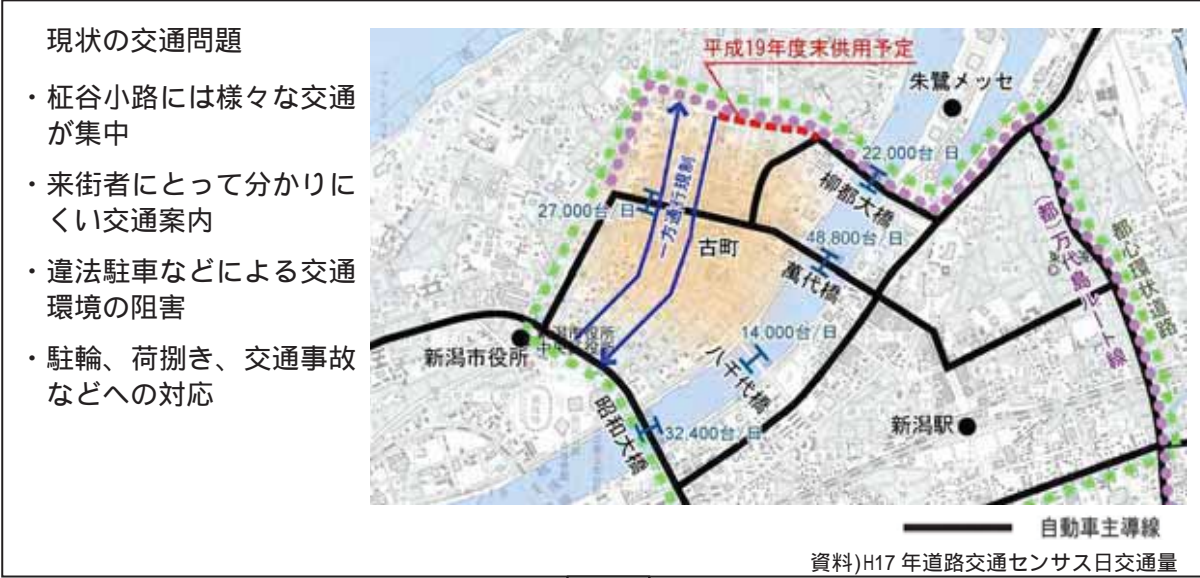 現状の交通問題
・柾谷小路には様々な交通
が集中
・来街者にとって分かりに
くい交通案内
・違法駐車などによる交通
環境の阻害
・駐輪、荷捌き、交通事故
などへの対応
平成19年度末供用予定
朱鷺メッセ
22,000台/日
柳都大橋
27,000台/日
一方通行規制
古町
48,800台/日
萬代橋
(都)万代島ルート線
都心環状道路
14,000台/日
八千代橋
新潟市役所
昭和大橋
32,400台/日
新潟駅
自動車主導線
資料)H17年道路交通センサス日交通量